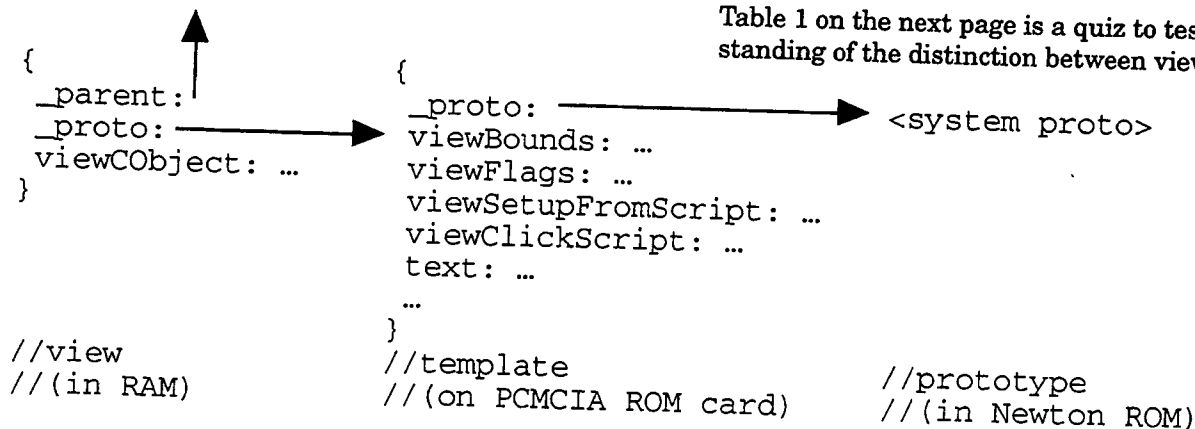 Table 1 on the next page is a quiz to tes
standing of the distinction between view
{
_parent:
_proto:
viewCObject: …
}
{
_proto:
viewBounds: …
viewFlags: …
viewSetupFromScript: …
viewClickScript: …
text: …
…
}
<system proto>
//view
//(in RAM)
//template
//(on PCMCIA ROM card)
//prototype
//(in Newton ROM)